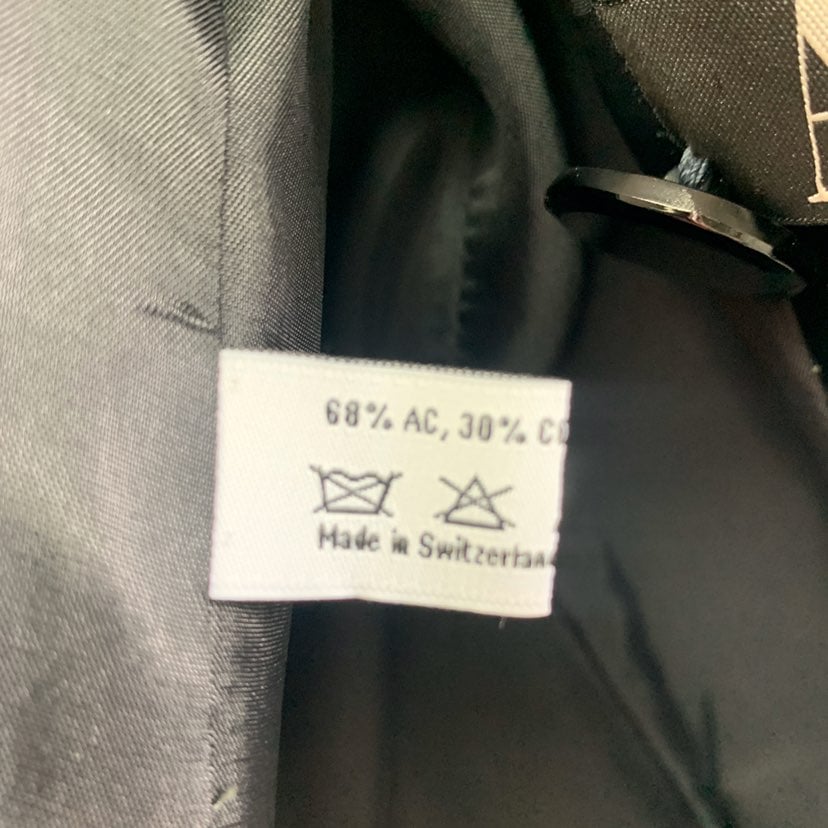 68% AC, 30% CO
Made in Switzerland